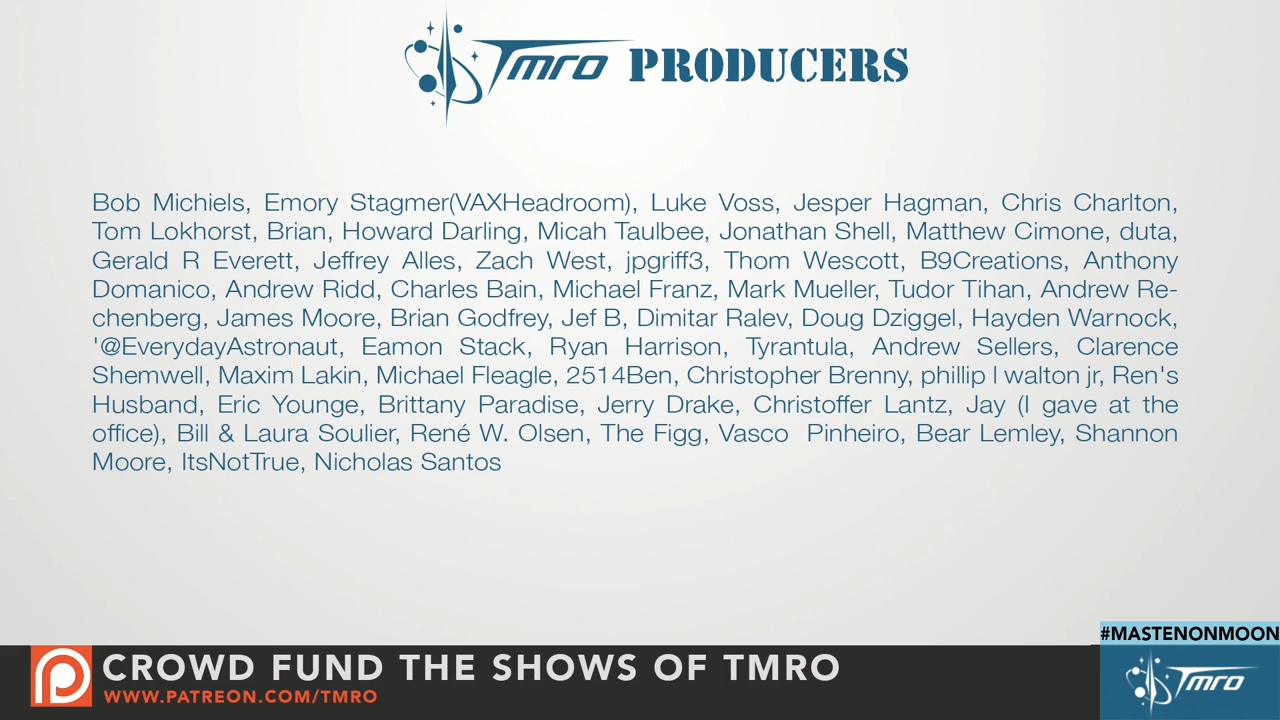 Tmro PRODUCERS
Bob Michiels, Emory Stagmer(VAXHeadroom), Luke Voss, Jesper Hagman, Chris Charlton,
Tom Lokhorst, Brian, Howard Darling, Micah Taulbee, Jonathan Shell, Matthew Cimone, duta,
Gerald R Everett, Jeffrey Alles, Zach West, jpgriff3, Thom Wescott, B9Creations, Anthony
Domanico, Andrew Ridd, Charles Bain, Michael Franz, Mark Mueller, Tudor Tihan, Andrew Re-
chenberg, James Moore, Brian Godfrey, Jef B, Dimitar Ralev, Doug Dziggel, Hayden Warnock,
'@EverydayAstronaut, Eamon Stack, Ryan Harrison, Tyrantula, Andrew Sellers, Clarence
Shemwell, Maxim Lakin, Michael Fleagle, 2514Ben, Christopher Brenny, phillip l walton jr, Ren's
Husband, Eric Younge, Brittany Paradise, Jerry Drake, Christoffer Lantz, Jay (I gave at the
office), Bill & Laura Soulier, René W. Olsen, The Figg, Vasco Pinheiro, Bear Lemley, Shannon
Moore, ItsNotTrue, Nicholas Santos
#MASTENONMOON
CROWD FUND THE SHOWS OF TMRO
WWW.PATREON.COM/TMRO
Tmro